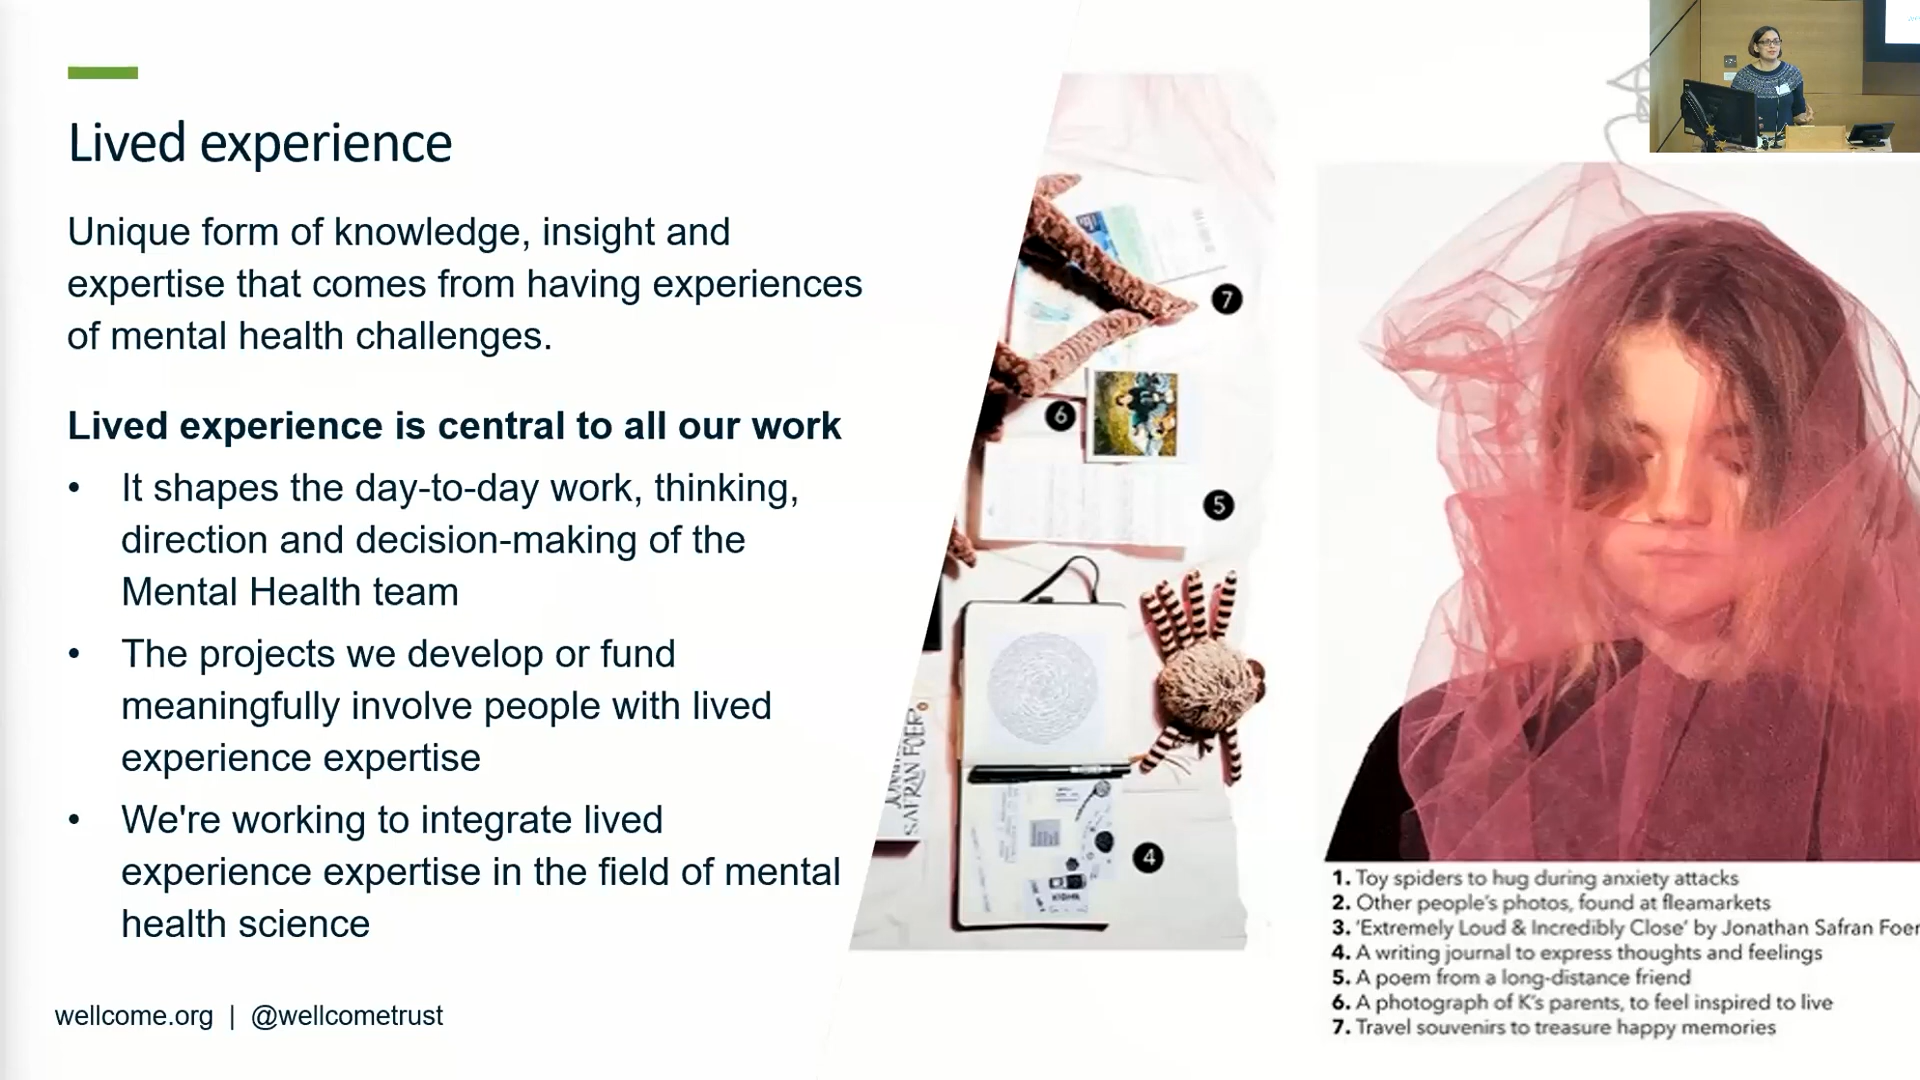 Lived experience
Unique form of knowledge, insight and
expertise that comes from having experiences
of mental health challenges.
Lived experience is central to all our work
• It shapes the day-to-day work, thinking,
direction and decision-making of the
Mental Health team
• The projects we develop or fund
meaningfully involve people with lived
experience expertise
• We're working to integrate lived
experience expertise in the field of mental
health science
wellcome.org | @wellcometrust
7
6
5
SAFRAN FOER
4
1. Toy spiders to hug during anxiety attacks
2. Other people's photos, found at fleamarkets
3. 'Extremely Loud & Incredibly Close' by Jonathan Safran Foer
4. A writing journal to express thoughts and feelings
5. A poem from a long-distance friend
6. A photograph of K's parents, to feel inspired to live
7. Travel souvenirs to treasure happy memories